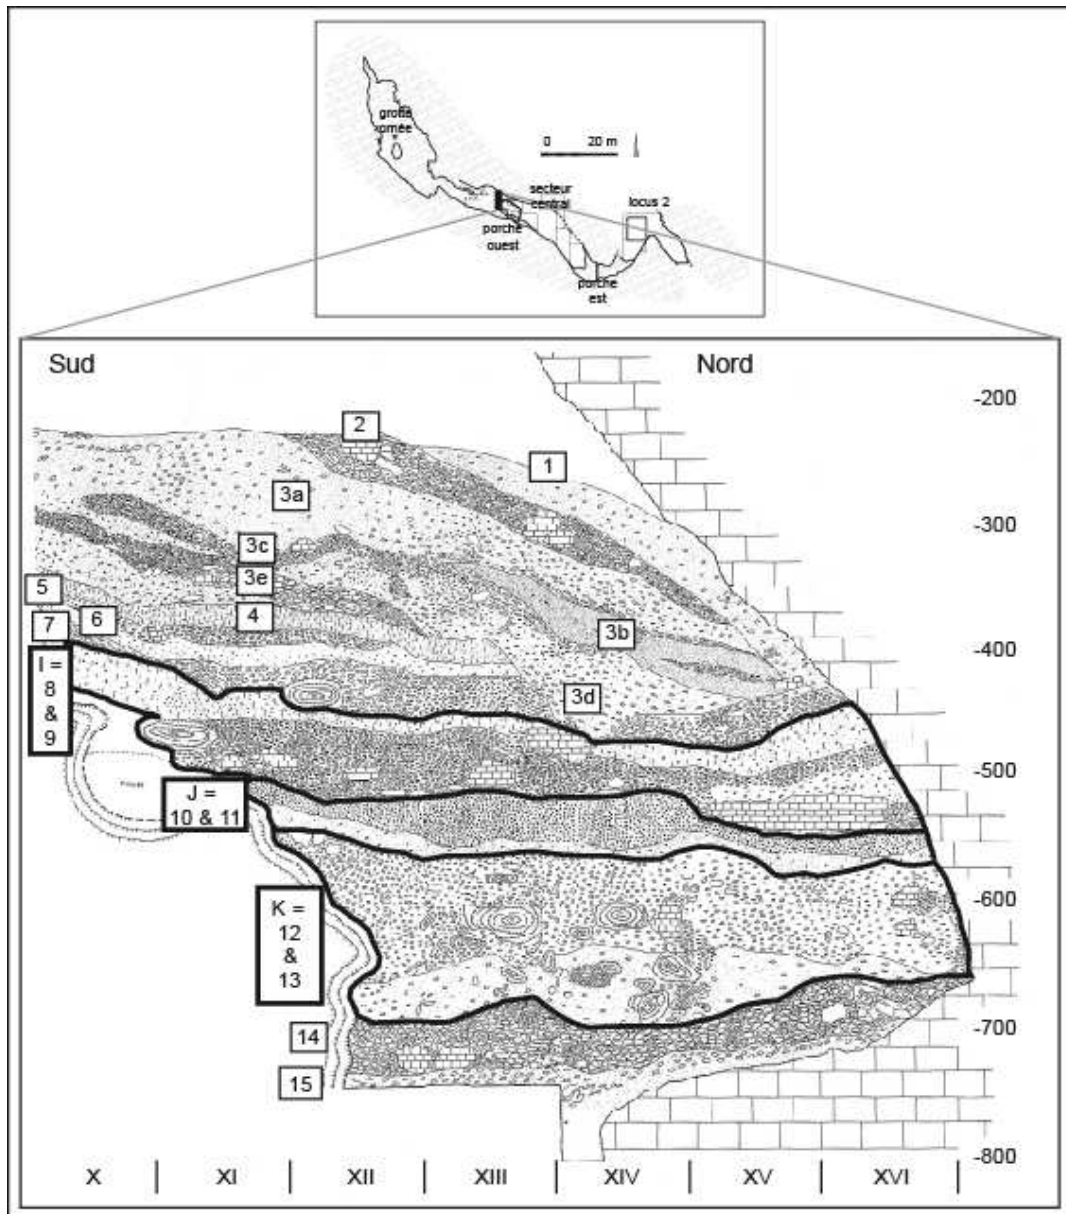 grotte
ornée
0 20 m
secteur
central
locus 2
porche
ouest
porche
est
Sud
Nord
-200
2
1
3a
-300
3c
3e
5
4
6
7
3b
-400
I =
8
&
9
3d
-500
J =
10 & 11
-600
K =
12
&
13
14
-700
15
-800
X XI XII XIII XIV XV XVI